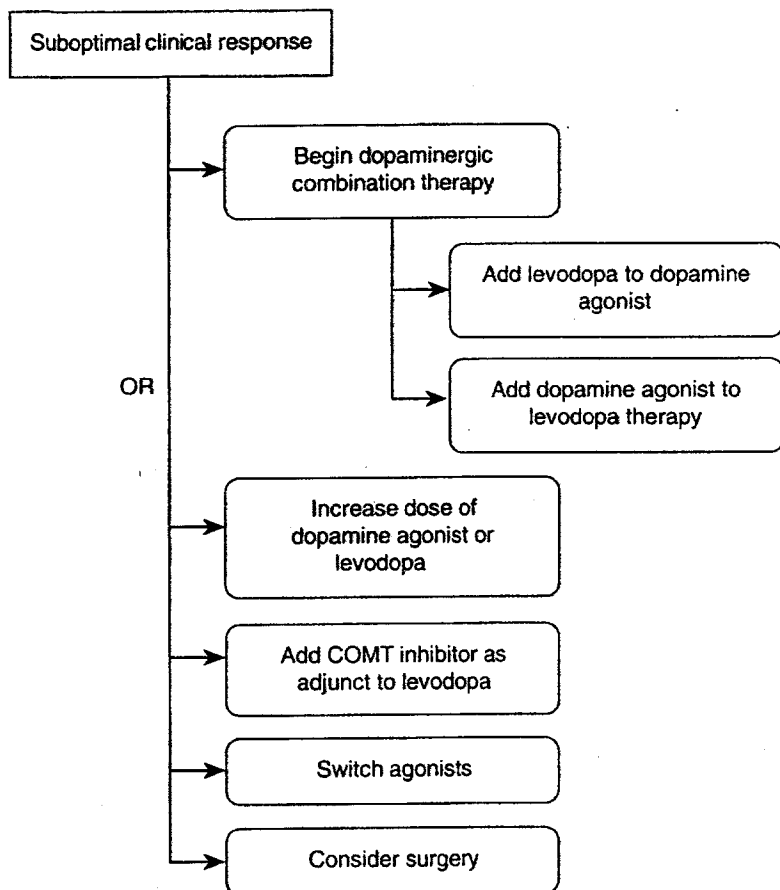 Suboptimal clinical response
Begin dopaminergic
combination therapy
Add levodopa to dopamine
agonist
Add dopamine agonist to
levodopa therapy
OR
Increase dose of
dopamine agonist or
levodopa
Add COMT inhibitor as
adjunct to levodopa
Switch agonists
Consider surgery